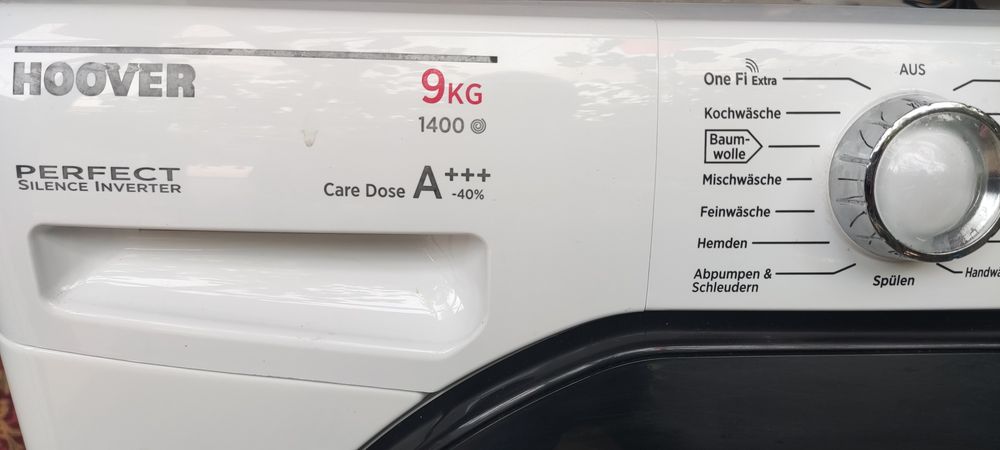 HOOVER
9KG
1400
PERFECT
SILENCE INVERTER
Care Dose A+++
-40%
AUS
One Fi Extra
Kochwäsche
Baum-
wolle
Mischwäsche
Feinwäsche
Hemden
Abpumpen &
Schleudern
Spülen
Handwä